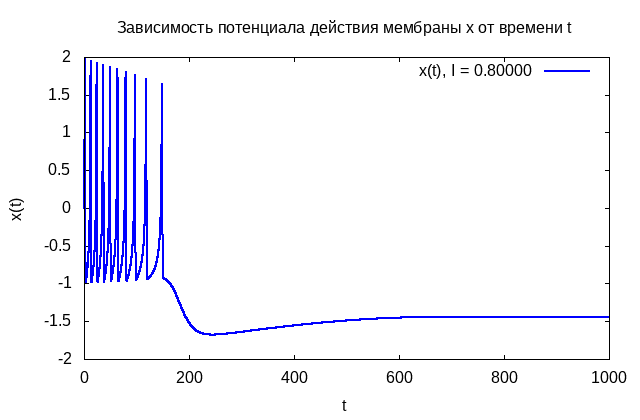 Зависимость потенциала действия мембраны x от времени t
x(t), I = 0.80000
2
1.5
1
0.5
0
-0.5
-1
-1.5
-2
x(t)
0 200 400 600 800 1000
t